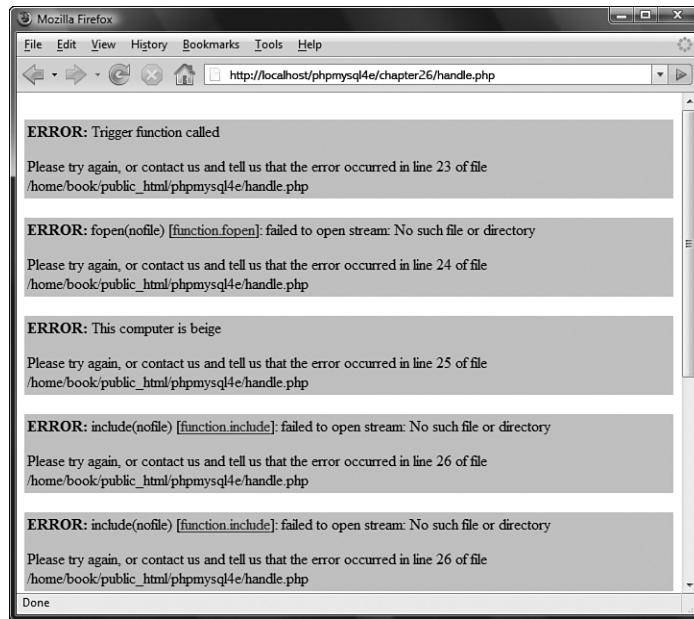 Mozilla Firefox
File Edit View History Bookmarks Tools Help
http://localhost/phpmysql4e/chapter26/handle.php
ERROR: Trigger function called
Please try again, or contact us and tell us that the error occurred in line 23 of file
/home/book/public_html/phpmysql4e/handle.php
ERROR: fopen(nofile) [function.fopen]: failed to open stream: No such file or directory
Please try again, or contact us and tell us that the error occurred in line 24 of file
/home/book/public_html/phpmysql4e/handle.php
ERROR: This computer is beige
Please try again, or contact us and tell us that the error occurred in line 25 of file
/home/book/public_html/phpmysql4e/handle.php
ERROR: include(nofile) [function.include]: failed to open stream: No such file or directory
Please try again, or contact us and tell us that the error occurred in line 26 of file
/home/book/public_html/phpmysql4e/handle.php
ERROR: include(nofile) [function.include]: failed to open stream: No such file or directory
Please try again, or contact us and tell us that the error occurred in line 26 of file
/home/book/public_html/phpmysql4e/handle.php
Done